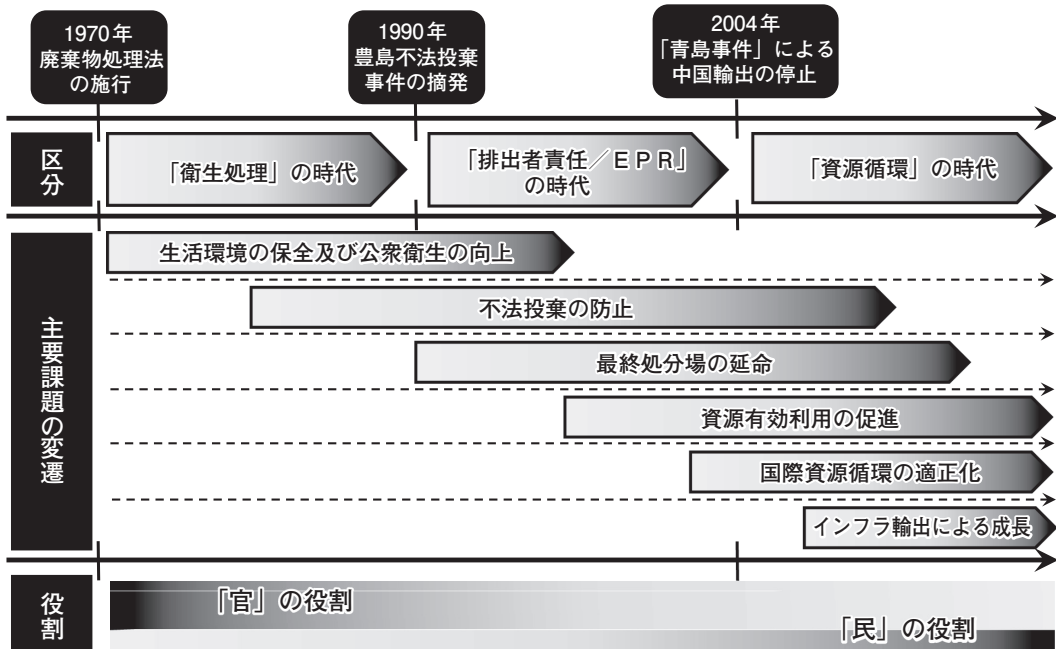 1970年
廃棄物処理法
の施行
1990年
豊島不法投棄
事件の摘発
2004年
「青島事件」による
中国輸出の停止
区分
「衛生処理」の時代
「排出者責任／ＥＰＲ」
の時代
「資源循環」の時代
主要課題の変遷
生活環境の保全及び公衆衛生の向上
不法投棄の防止
最終処分場の延命
資源有効利用の促進
国際資源循環の適正化
インフラ輸出による成長
役割
「官」の役割
「民」の役割